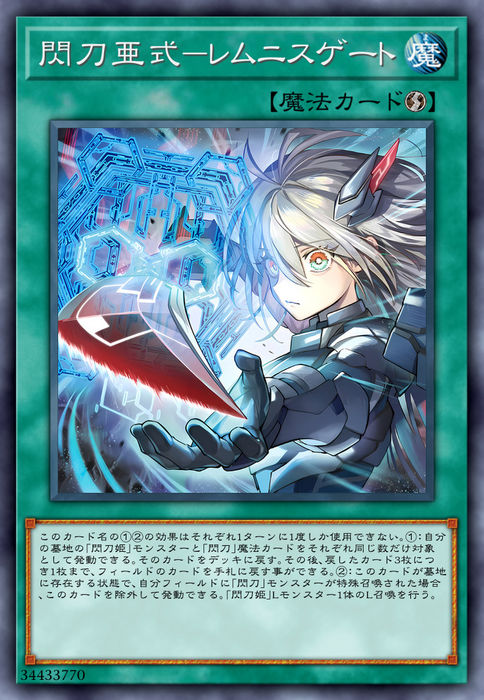 閃刀亜式－レムニスゲート 魔
【魔法カード】
このカード名の①②の効果はそれぞれ1ターンに1度しか使用できない。①：自分
の墓地の「閃刀姫」モンスターと「閃刀」魔法カードをそれぞれ同じ数だけ対象
として発動できる。そのカードをデッキに戻す。その後、戻したカード3枚につ
き1枚まで、フィールドのカードを手札に戻す事ができる。②：このカードが墓地
に存在する状態で、自分フィールドに「閃刀」モンスターが特殊召喚された場合
、このカードを除外して発動できる。「閃刀姫」Lモンスター1体のL召喚を行う。
34433770